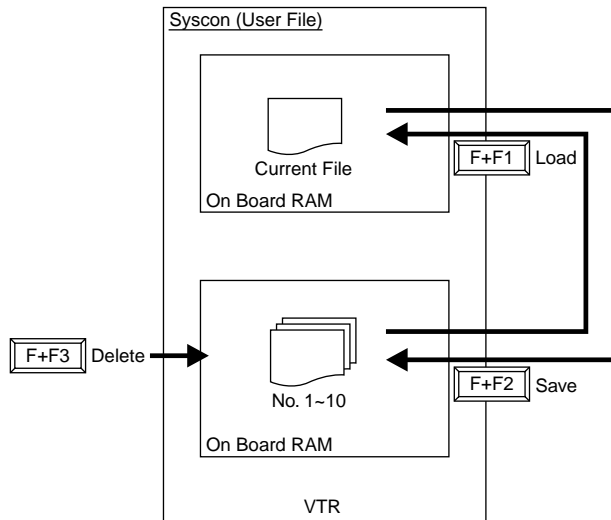 Syscon (User File)
Current File
On Board RAM
F+F1 Load
F+F3 Delete
No. 1~10
On Board RAM
F+F2 Save
VTR